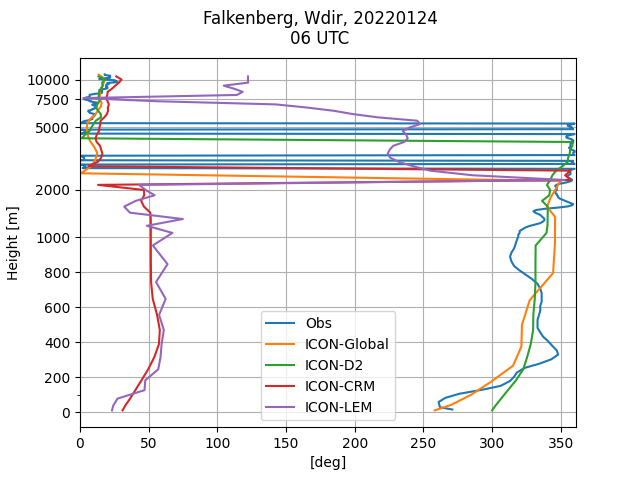 Falkenberg, Wdir, 20220124
06 UTC
10000
7500
5000
2000
1000
800
600
400
200
0
Height [m]
Obs
ICON-Global
ICON-D2
ICON-CRM
ICON-LEM
0 50 100 150 200 250 300 350
[deg]